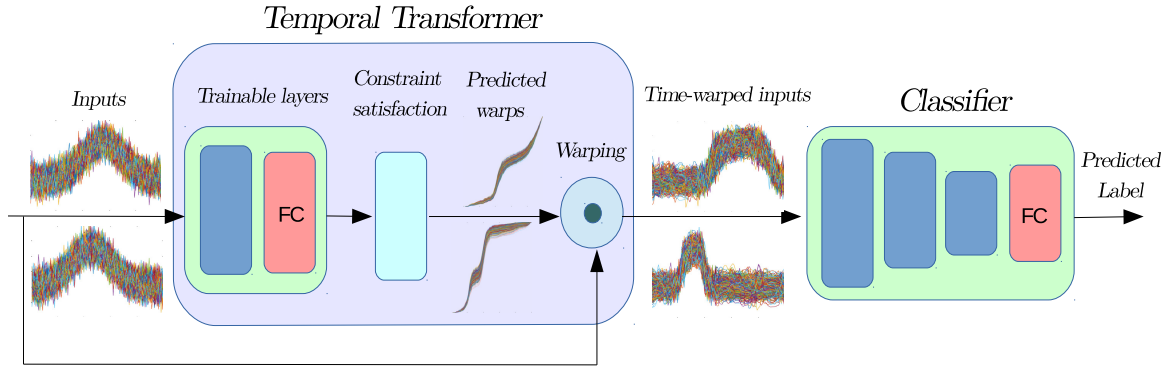 Temporal Transformer
Inputs
Trainable layers
Constraint
satisfaction
Predicted
warps
Warping
Time-warped inputs
Classifier
Predicted
Label
FC
FC